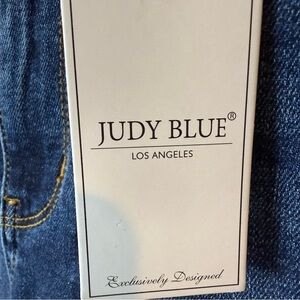 JUDY BLUE®
LOS ANGELES
Exclusively Designed